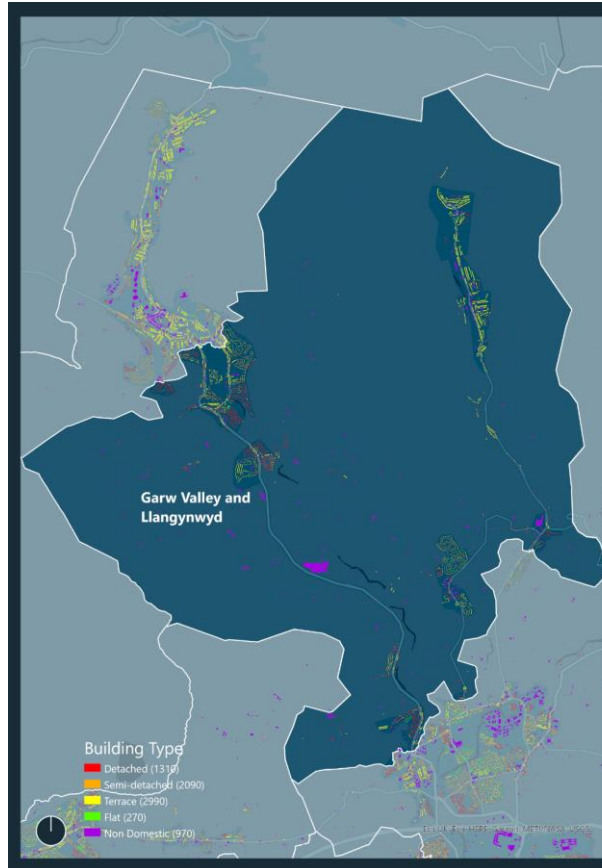 Garw Valley and
Llangynwyd
Building Type
Detached (1310)
Semi-detached (2090)
Terrace (2990)
Flat (270)
Non Domestic (970)